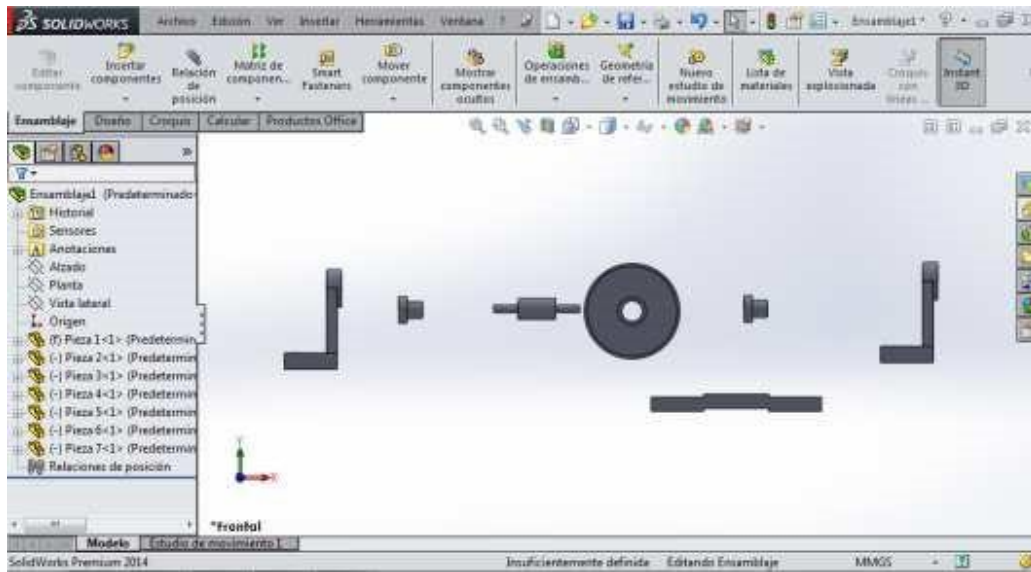 SOLIDWORKS Archivo Edición Ver Insertar Herramientas Ventana ? Ensamblaje1 *
Editar componente
Insertar componentes
Relación de posición
Matriz de componen...
Smart Fasteners
Mover componente
Mostrar componentes ocultos
Operaciones de ensamb...
Geometría de refer...
Nuevo estudio de movimiento
Lista de materiales
Vista explosionada
Croquis con líneas ...
Instant 3D
Ensamblaje Diseño Croquis Calcular Productos Office
Ensamblaje1 (Predeterminado
Historial
Sensores
Anotaciones
Alzado
Planta
Vista lateral
Origen
(f) Pieza 1<1> (Predetermin
(-) Pieza 2<1> (Predetermin
(-) Pieza 3<1> (Predetermin
(-) Pieza 4<1> (Predetermin
(-) Pieza 5<1> (Predetermin
(-) Pieza 6<1> (Predetermin
(-) Pieza 7<1> (Predetermin
Relaciones de posición
Y
X
*Frontal
Modelo Estudio de movimiento 1
SolidWorks Premium 2014 Insuficientemente definida Editando Ensamblaje MMGS